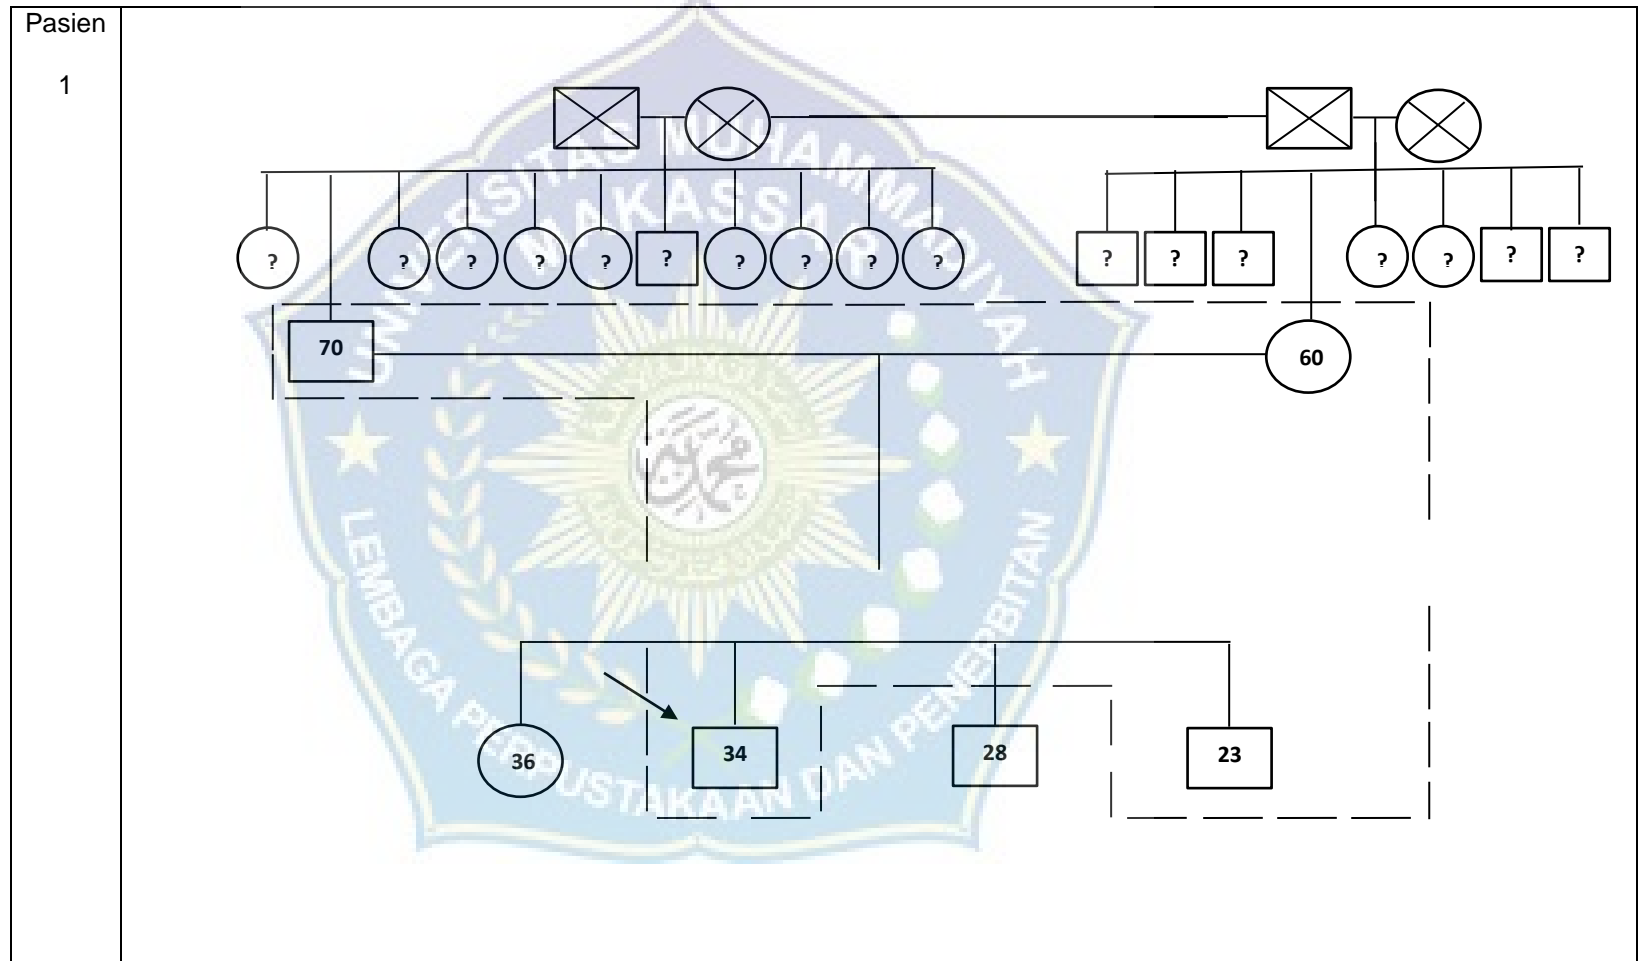 Pasien
1
UNIVERSITAS MUHAMMADIYAH
MAKASSAR
? ? ? ? ? ? ? ? ? ? ? ? ? ? ? ? ? ?
70 60
36 34 28 23
LEMBAGA PERPUSTAKAAN DAN PENERBITAN